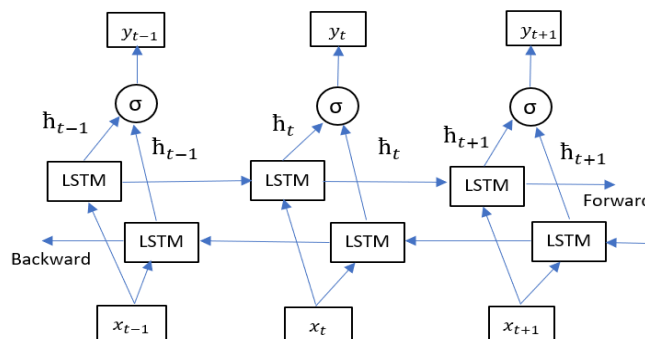 y_{t-1} y_t y_{t+1}
σ σ σ
ħ_{t-1} ħ_{t-1} ħ_t ħ_t ħ_{t+1} ħ_{t+1}
LSTM LSTM LSTM
Forward
LSTM LSTM LSTM
Backward
x_{t-1} x_t x_{t+1}